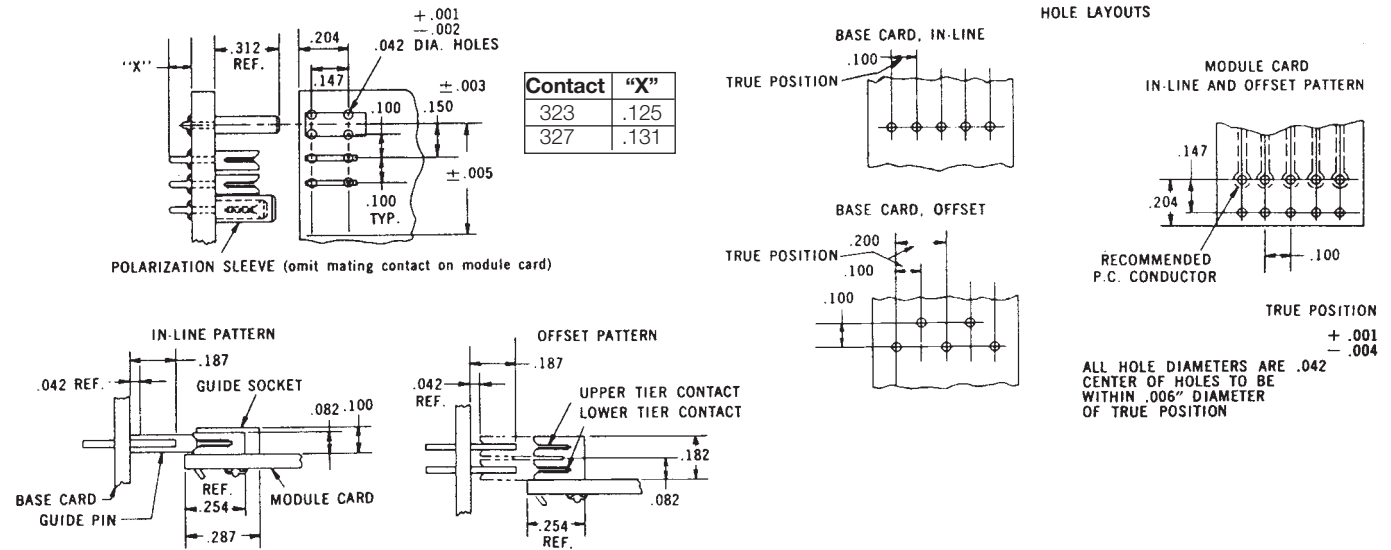 + .001
− .002
.204
.042 DIA. HOLES
.312
REF.
"X"
.147
± .003
.100
.150
± .005
.100
TYP.
POLARIZATION SLEEVE (omit mating contact on module card)
Contact "X"
323 .125
327 .131
HOLE LAYOUTS
BASE CARD, IN-LINE
.100
TRUE POSITION
MODULE CARD
IN-LINE AND OFFSET PATTERN
.147
.204
RECOMMENDED
P.C. CONDUCTOR
.100
BASE CARD, OFFSET
.200
TRUE POSITION
.100
.100
TRUE POSITION
+ .001
− .004
ALL HOLE DIAMETERS ARE .042
CENTER OF HOLES TO BE
WITHIN .006" DIAMETER
OF TRUE POSITION
IN-LINE PATTERN
.187
.042 REF.
GUIDE SOCKET
.082
.100
BASE CARD
GUIDE PIN
REF.
.254
MODULE CARD
.287
OFFSET PATTERN
.187
.042
REF.
UPPER TIER CONTACT
LOWER TIER CONTACT
.182
.082
.254
REF.